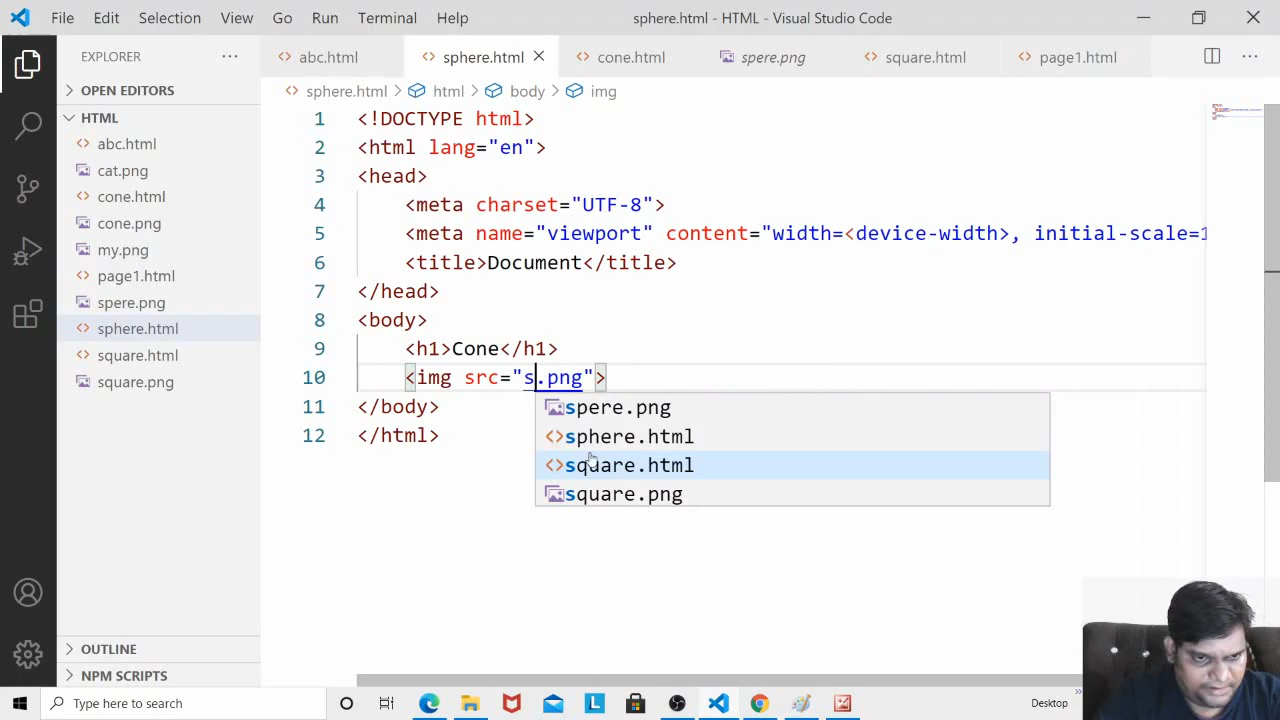 File Edit Selection View Go Run Terminal Help sphere.html - HTML - Visual Studio Code
EXPLORER
abc.html sphere.html cone.html spere.png square.html page1.html
OPEN EDITORS
sphere.html > html > body > img
HTML
abc.html
cat.png
cone.html
cone.png
my.png
page1.html
spere.png
sphere.html
square.html
square.png
OUTLINE
NPM SCRIPTS
1 <!DOCTYPE html>
2 <html lang="en">
3 <head>
4 <meta charset="UTF-8">
5 <meta name="viewport" content="width=<device-width>, initial-scale=1
6 <title>Document</title>
7 </head>
8 <body>
9 <h1>Cone</h1>
10 <img src="s.png">
11 </body>
12 </html>
spere.png
sphere.html
square.html
square.png
Type here to search
Desktop